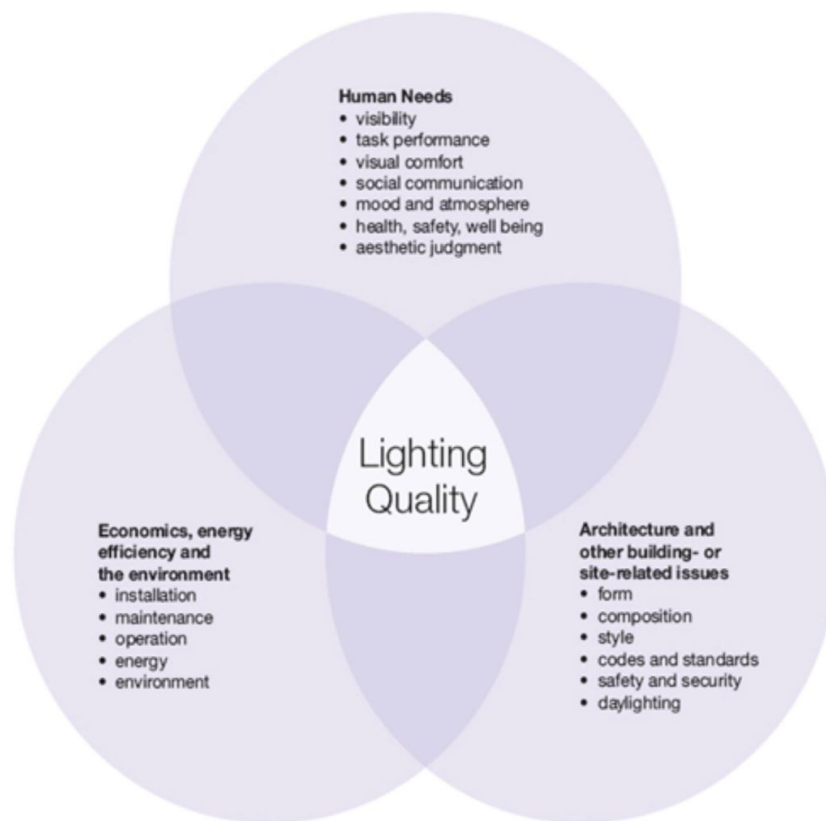 Human Needs
• visibility
• task performance
• visual comfort
• social communication
• mood and atmosphere
• health, safety, well being
• aesthetic judgment
Lighting
Quality
Economics, energy
efficiency and
the environment
• installation
• maintenance
• operation
• energy
• environment
Architecture and
other building- or
site-related issues
• form
• composition
• style
• codes and standards
• safety and security
• daylighting